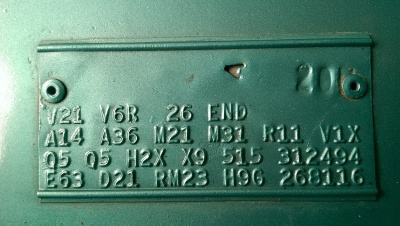 206
V21 V6R 26 END
A14 A36 M21 M31 R11 V1X
Q5 Q5 H2X X9 515 312494
E63 D21 RM23 H96 268116